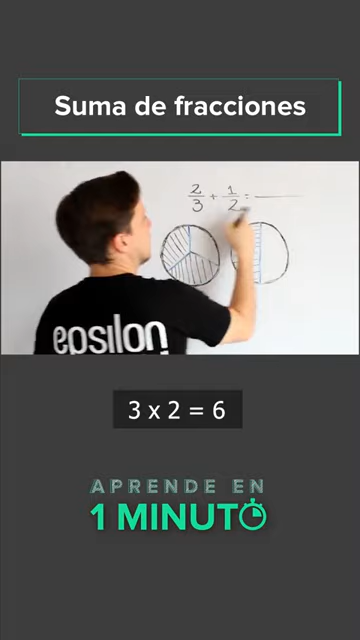 Suma de fracciones
2/3 + 1/2 =
epsilon
3 x 2 = 6
APRENDE EN
1 MINUTO